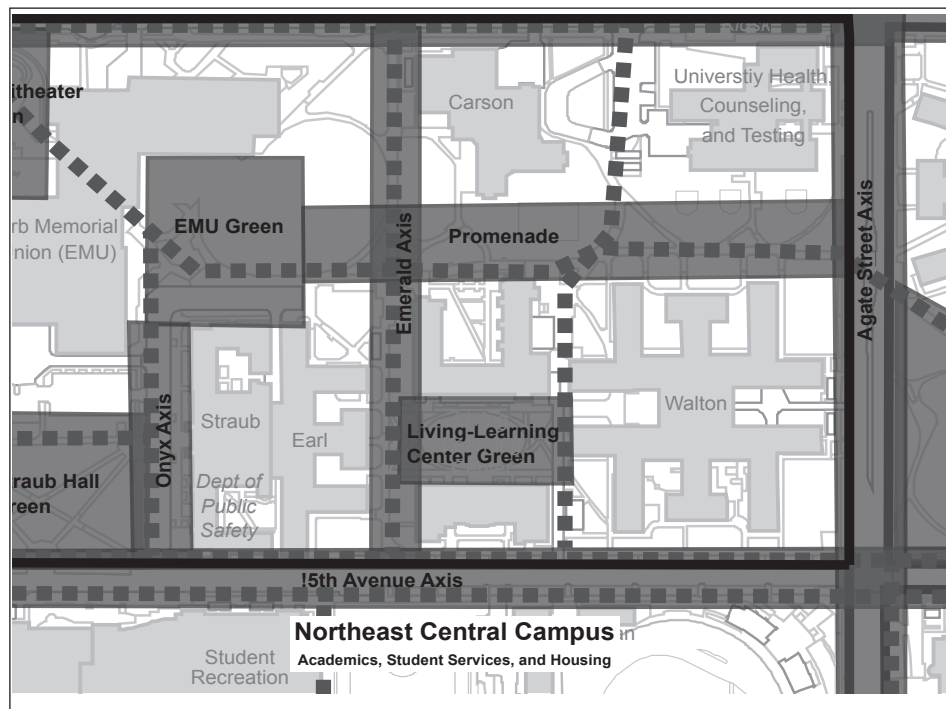 KIOSK
itheater
n
Carson
Universtiy Health,
Counseling,
and Testing
rb Memorial
nion (EMU)
EMU Green
Promenade
Emerald Axis
Agate Street Axis
Onyx Axis
Straub
Earl
Living-Learning
Center Green
Walton
raub Hall
reen
Dept of
Public
Safety
!5th Avenue Axis
Northeast Central Campus
Academics, Student Services, and Housing
Student
Recreation